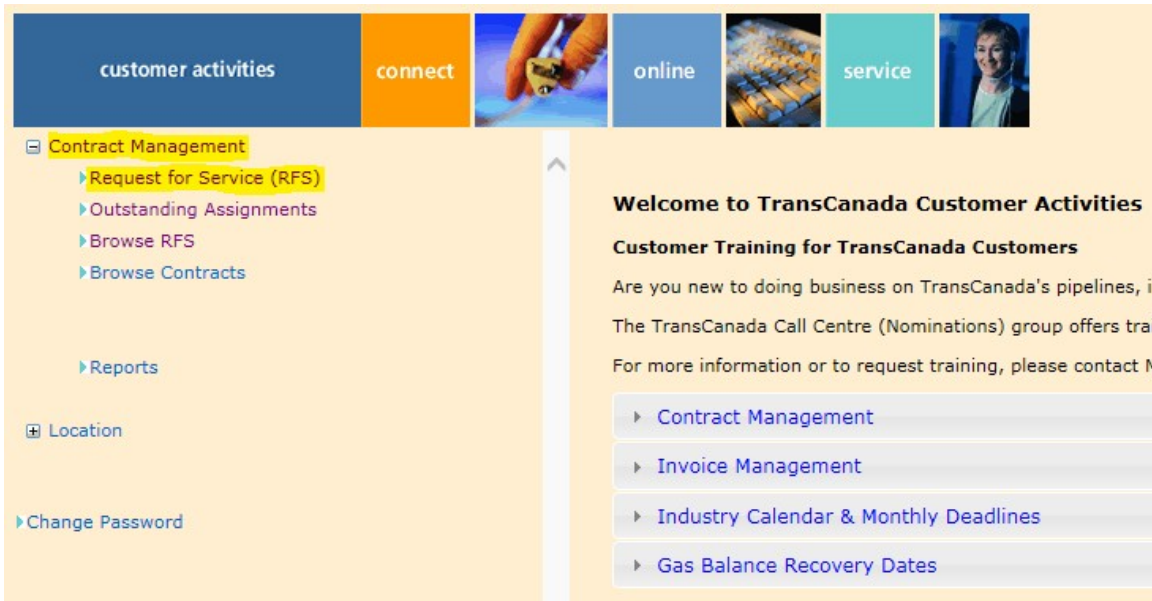 customer activities
connect
online
service
Contract Management
Request for Service (RFS)
Outstanding Assignments
Browse RFS
Browse Contracts
Reports
Location
Change Password
Welcome to TransCanada Customer Activities
Customer Training for TransCanada Customers
Are you new to doing business on TransCanada's pipelines,
The TransCanada Call Centre (Nominations) group offers
For more information or to request training, please contact
Contract Management
Invoice Management
Industry Calendar & Monthly Deadlines
Gas Balance Recovery Dates